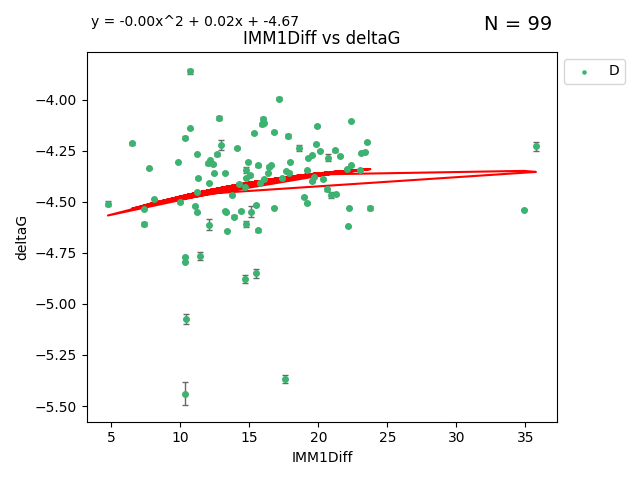 y = -0.00x^2 + 0.02x + -4.67
N = 99
IMM1Diff vs deltaG
D
deltaG
−4.00
−4.25
−4.50
−4.75
−5.00
−5.25
−5.50
5 10 15 20 25 30 35
IMM1Diff